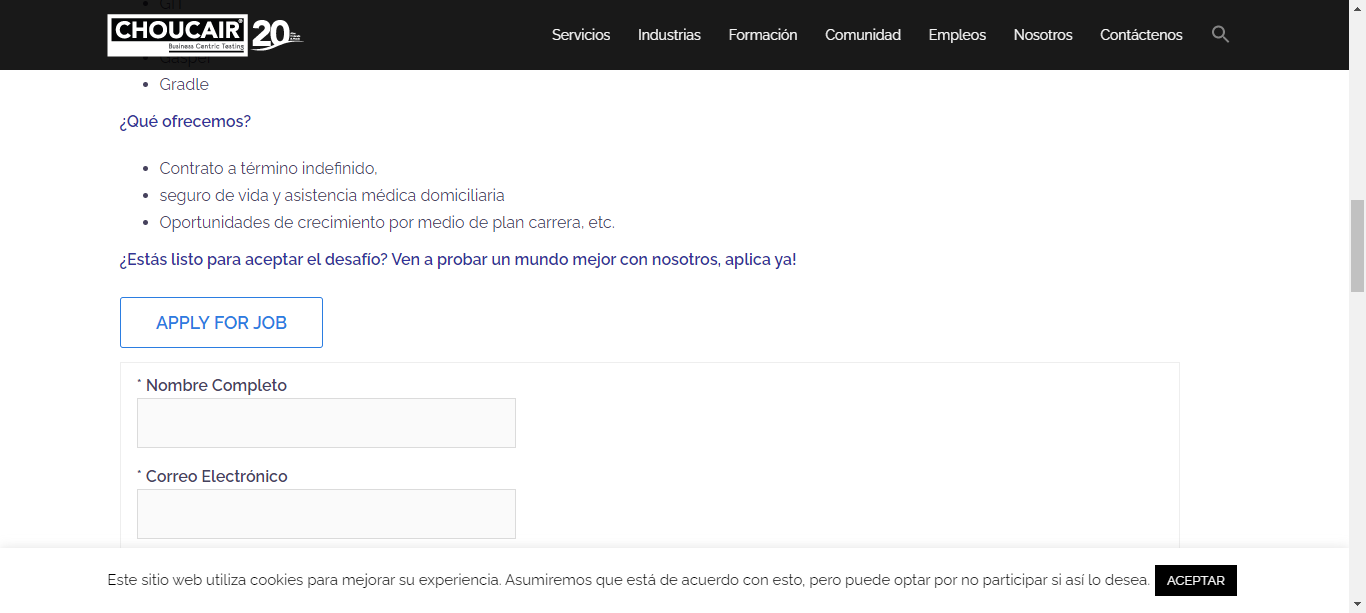 CHOUCAIR
Business Centric Testing
20
Servicios
Industrias
Formación
Comunidad
Empleos
Nosotros
Contáctenos
Gradle
¿Qué ofrecemos?
Contrato a término indefinido,
seguro de vida y asistencia médica domiciliaria
Oportunidades de crecimiento por medio de plan carrera, etc.
¿Estás listo para aceptar el desafío? Ven a probar un mundo mejor con nosotros, aplica ya!
APPLY FOR JOB
* Nombre Completo
* Correo Electrónico
Este sitio web utiliza cookies para mejorar su experiencia. Asumiremos que está de acuerdo con esto, pero puede optar por no participar si así lo desea.
ACEPTAR